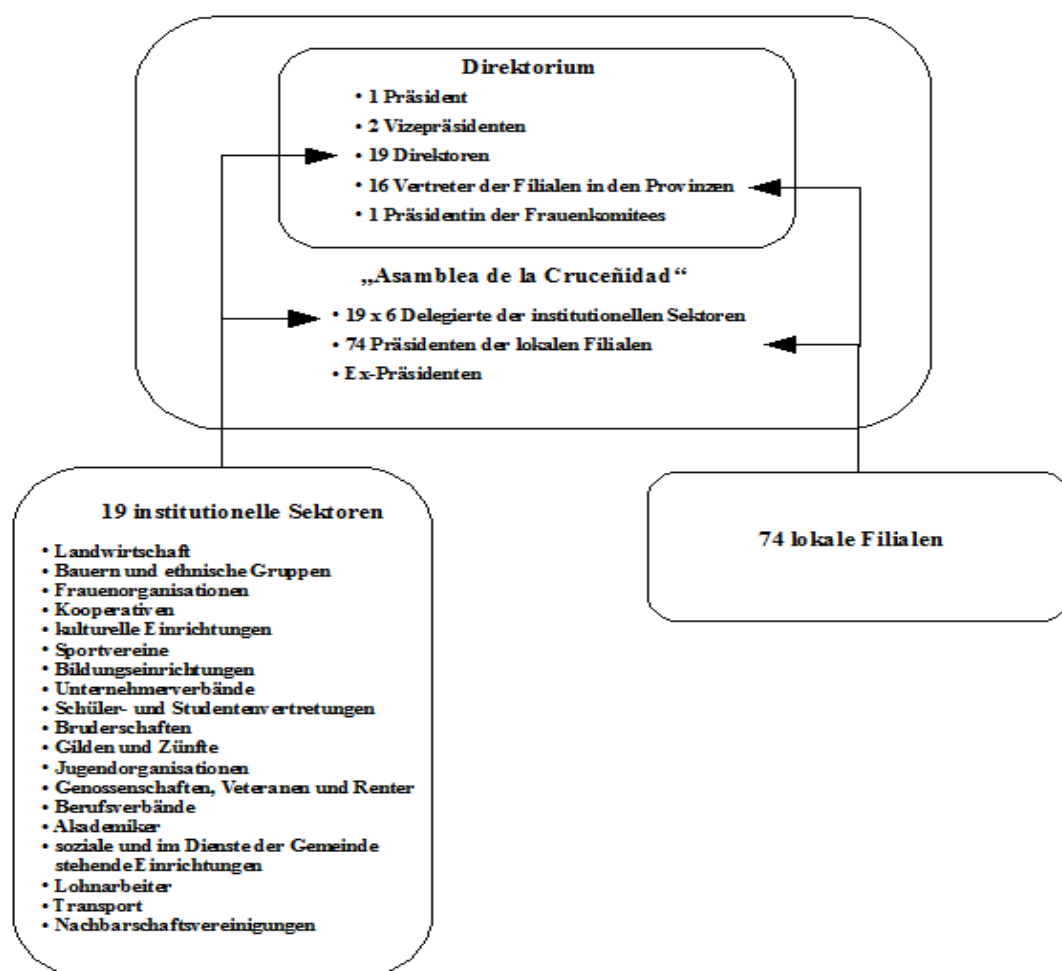 Direktorium
• 1 Präsident
• 2 Vizepräsidenten
• 19 Direktoren
• 16 Vertreter der Filialen in den Provinzen
• 1 Präsidentin der Frauenkomitees
„Asamblea de la Cruceñidad“
• 19 x 6 Delegierte der institutionellen Sektoren
• 74 Präsidenten der lokalen Filialen
• Ex-Präsidenten
19 institutionelle Sektoren
• Landwirtschaft
• Bauern und ethnische Gruppen
• Frauenorganisationen
• Kooperativen
• kulturelle Einrichtungen
• Sportvereine
• Bildungseinrichtungen
• Unternehmerverbände
• Schüler- und Studentenvertretungen
• Bruderschaften
• Gilden und Zünfte
• Jugendorganisationen
• Genossenschaften, Veteranen und Renter
• Berufsverbände
• Akademiker
• soziale und im Dienste der Gemeinde
stehende Einrichtungen
• Lohnarbeiter
• Transport
• Nachbarschaftsvereinigungen
74 lokale Filialen